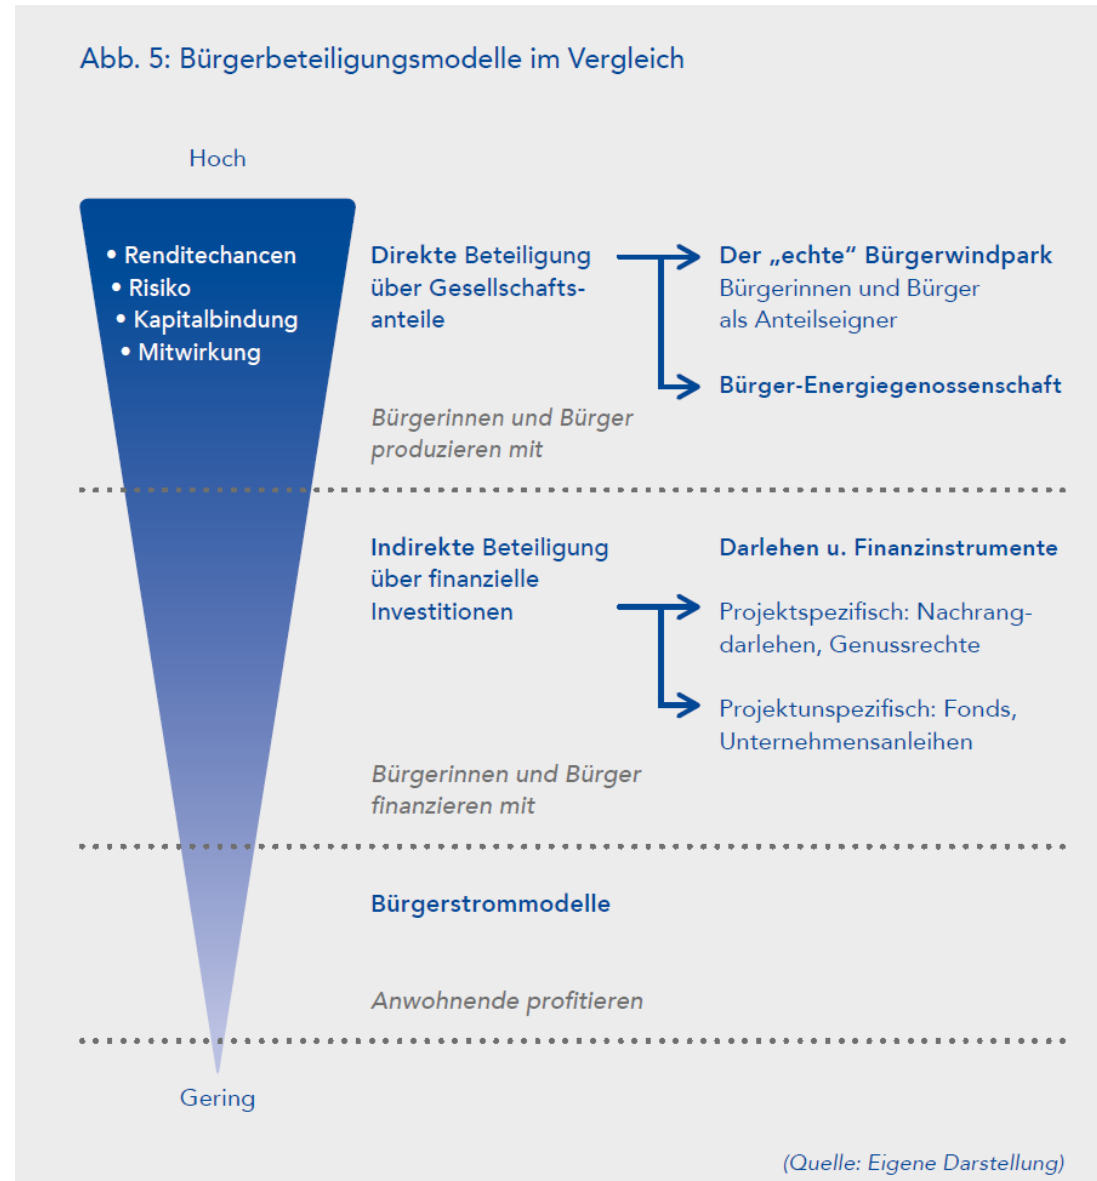 Abb. 5: Bürgerbeteiligungsmodelle im Vergleich
Hoch
• Renditechancen
• Risiko
• Kapitalbindung
• Mitwirkung
Direkte Beteiligung
über Gesellschafts-
anteile
Der „echte“ Bürgerwindpark
Bürgerinnen und Bürger
als Anteilseigner
Bürger-Energiegenossenschaft
Bürgerinnen und Bürger
produzieren mit
Indirekte Beteiligung
über finanzielle
Investitionen
Darlehen u. Finanzinstrumente
Projektspezifisch: Nachrang-
darlehen, Genussrechte
Projektunspezifisch: Fonds,
Unternehmensanleihen
Bürgerinnen und Bürger
finanzieren mit
Bürgerstrommodelle
Anwohnende profitieren
Gering
(Quelle: Eigene Darstellung)